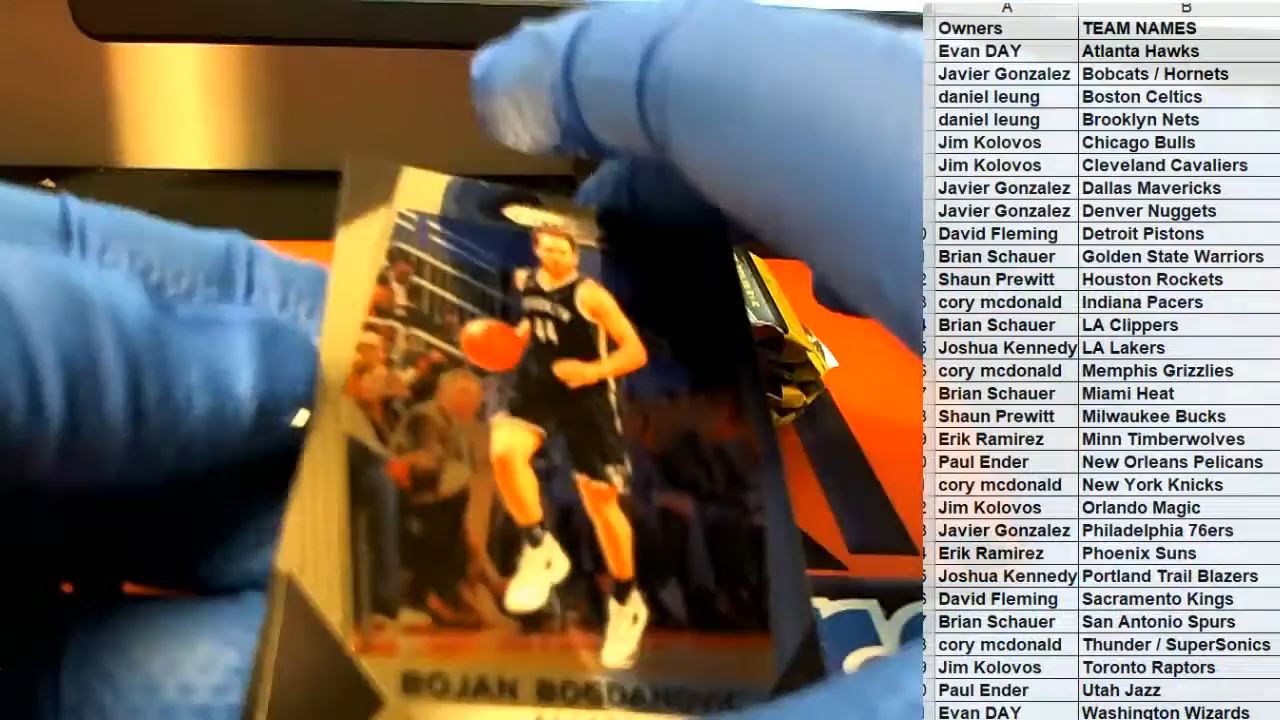 A B
Owners TEAM NAMES
Evan DAY Atlanta Hawks
Javier Gonzalez Bobcats / Hornets
daniel leung Boston Celtics
daniel leung Brooklyn Nets
Jim Kolovos Chicago Bulls
Jim Kolovos Cleveland Cavaliers
Javier Gonzalez Dallas Mavericks
Javier Gonzalez Denver Nuggets
David Fleming Detroit Pistons
Brian Schauer Golden State Warriors
Shaun Prewitt Houston Rockets
cory mcdonald Indiana Pacers
Brian Schauer LA Clippers
Joshua Kennedy LA Lakers
cory mcdonald Memphis Grizzlies
Brian Schauer Miami Heat
Shaun Prewitt Milwaukee Bucks
Erik Ramirez Minn Timberwolves
Paul Ender New Orleans Pelicans
cory mcdonald New York Knicks
Jim Kolovos Orlando Magic
Javier Gonzalez Philadelphia 76ers
Erik Ramirez Phoenix Suns
Joshua Kennedy Portland Trail Blazers
David Fleming Sacramento Kings
Brian Schauer San Antonio Spurs
cory mcdonald Thunder / SuperSonics
Jim Kolovos Toronto Raptors
Paul Ender Utah Jazz
Evan DAY Washington Wizards
44
BOJAN BOGDANOVIC